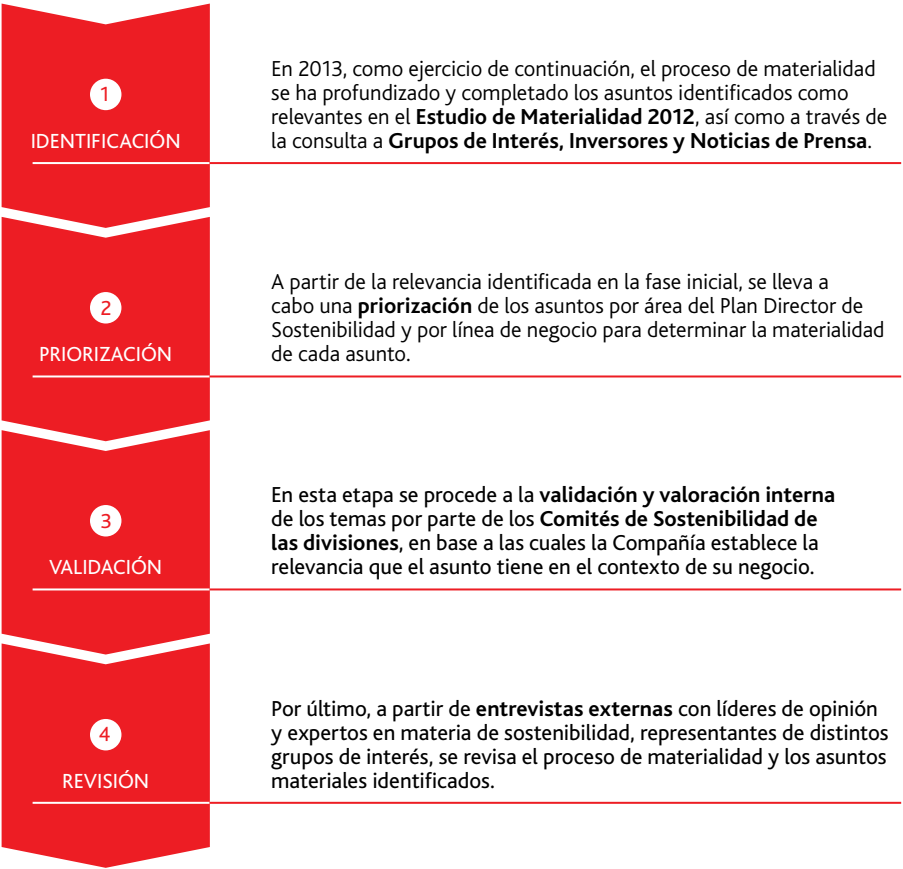 1
IDENTIFICACIÓN
En 2013, como ejercicio de continuación, el proceso de materialidad
se ha profundizado y completado los asuntos identificados como
relevantes en el Estudio de Materialidad 2012, así como a través de
la consulta a Grupos de Interés, Inversores y Noticias de Prensa.
2
PRIORIZACIÓN
A partir de la relevancia identificada en la fase inicial, se lleva a
cabo una priorización de los asuntos por área del Plan Director de
Sostenibilidad y por línea de negocio para determinar la materialidad
de cada asunto.
3
VALIDACIÓN
En esta etapa se procede a la validación y valoración interna
de los temas por parte de los Comités de Sostenibilidad de
las divisiones, en base a las cuales la Compañía establece la
relevancia que el asunto tiene en el contexto de su negocio.
4
REVISIÓN
Por último, a partir de entrevistas externas con líderes de opinión
y expertos en materia de sostenibilidad, representantes de distintos
grupos de interés, se revisa el proceso de materialidad y los asuntos
materiales identificados.